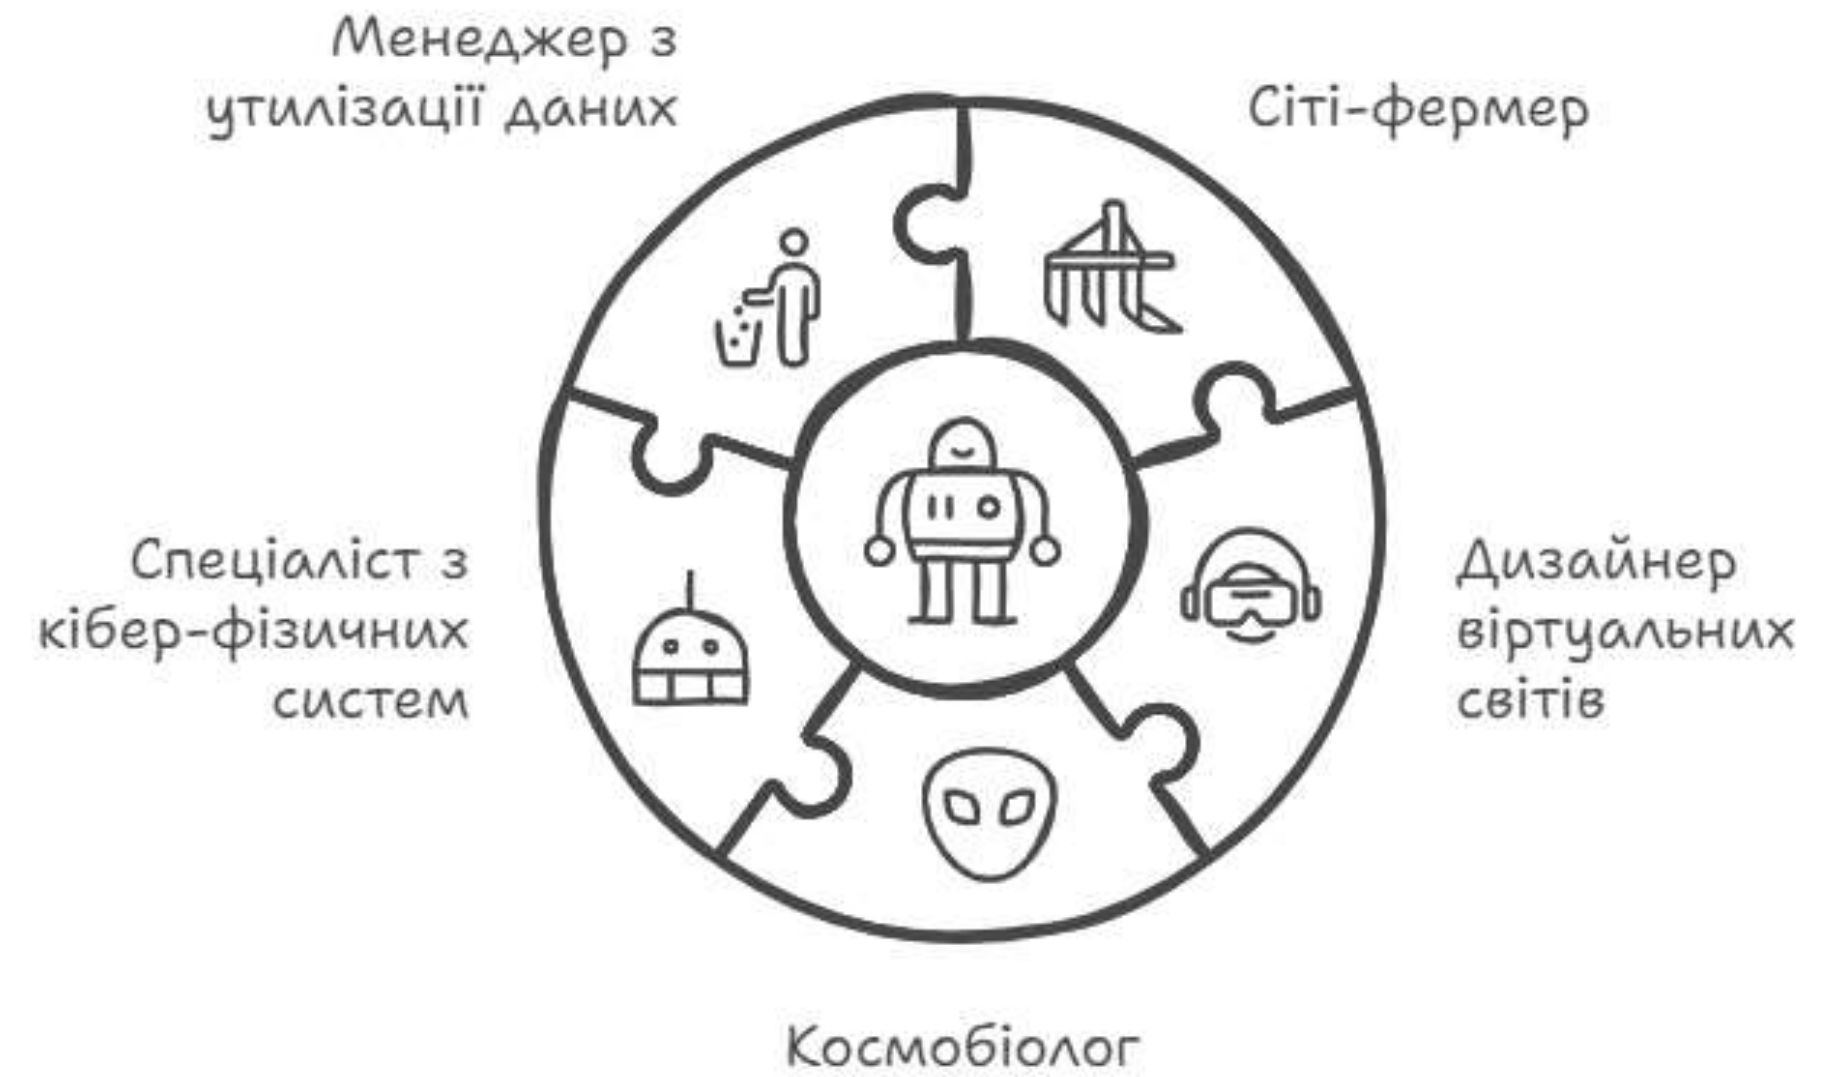 Менеджер з
утилізації даних
Сіті-фермер
Спеціаліст з
кібер-фізичних
систем
Дизайнер
віртуальних
світів
Космобіолог